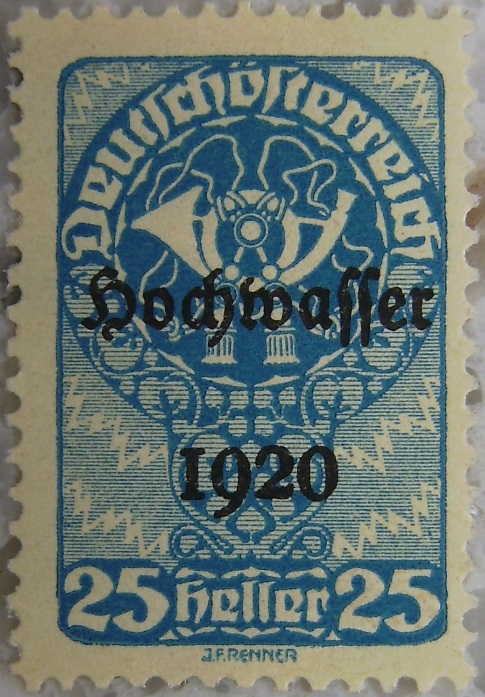 Deutschösterreich
Hochwasser
1920
25 heller 25
J.F.RENNER